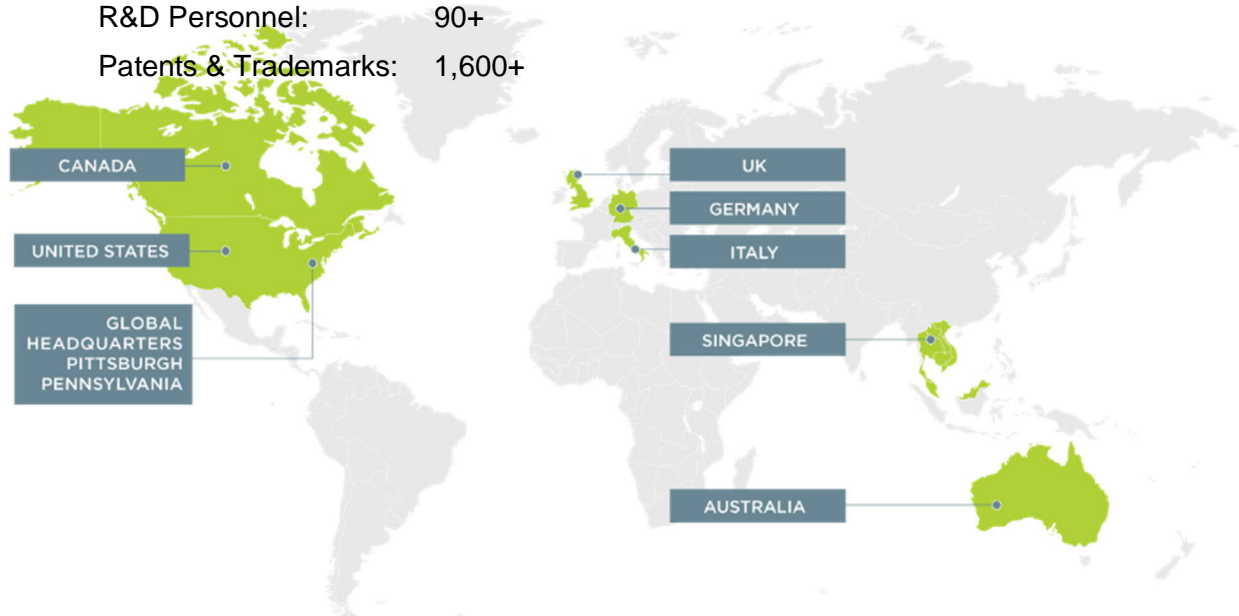 R&D Personnel: 90+
Patents & Trademarks: 1,600+
CANADA
UNITED STATES
GLOBAL
HEADQUARTERS
PITTSBURGH
PENNSYLVANIA
UK
GERMANY
ITALY
SINGAPORE
AUSTRALIA